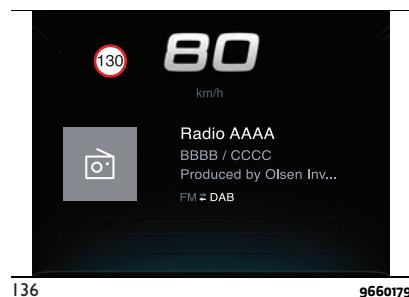 130
80
km/h
Radio AAAA
BBBB / CCCC
Produced by Olsen Inv...
FM ⇄ DAB
136
9660179